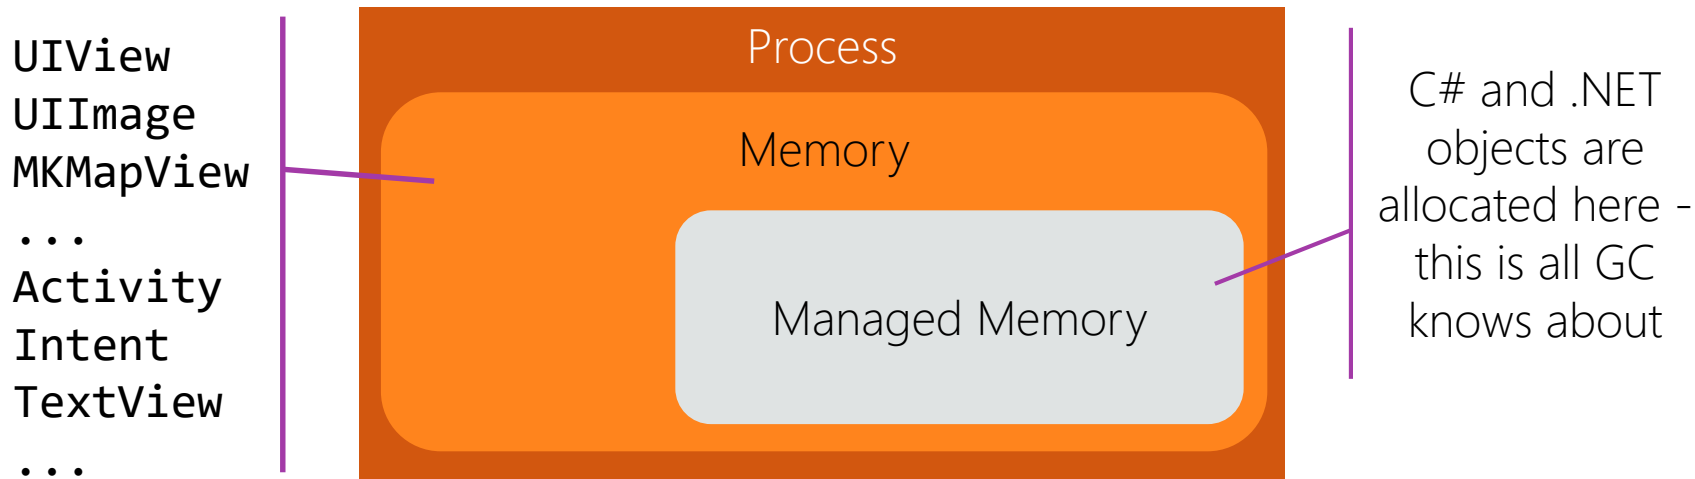 UIView
UIImage
MKMapView
...
Activity
Intent
TextView
...
Process
Memory
Managed Memory
C# and .NET
objects are
allocated here -
this is all GC
knows about